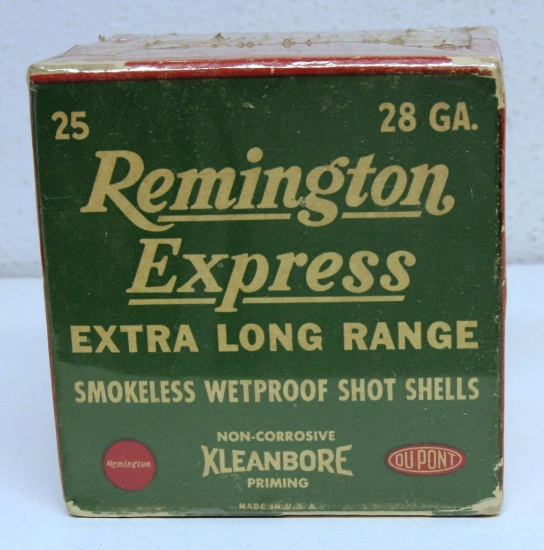 25 28 GA.
Remington
Express
EXTRA LONG RANGE
SMOKELESS WETPROOF SHOT SHELLS
NON-CORROSIVE
KLEANBORE
PRIMING
Remington
DU PONT
MADE IN U.S.A.